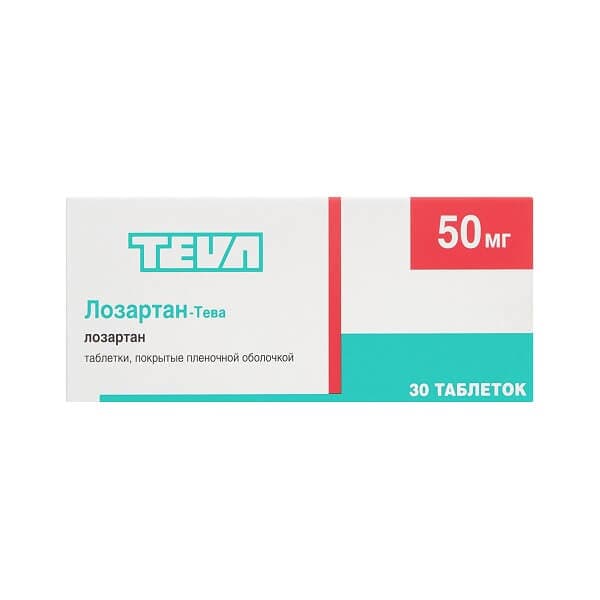 TEVA
50 мг
Лозартан-Тева
лозартан
таблетки, покрытые пленочной оболочкой
30 ТАБЛЕТОК